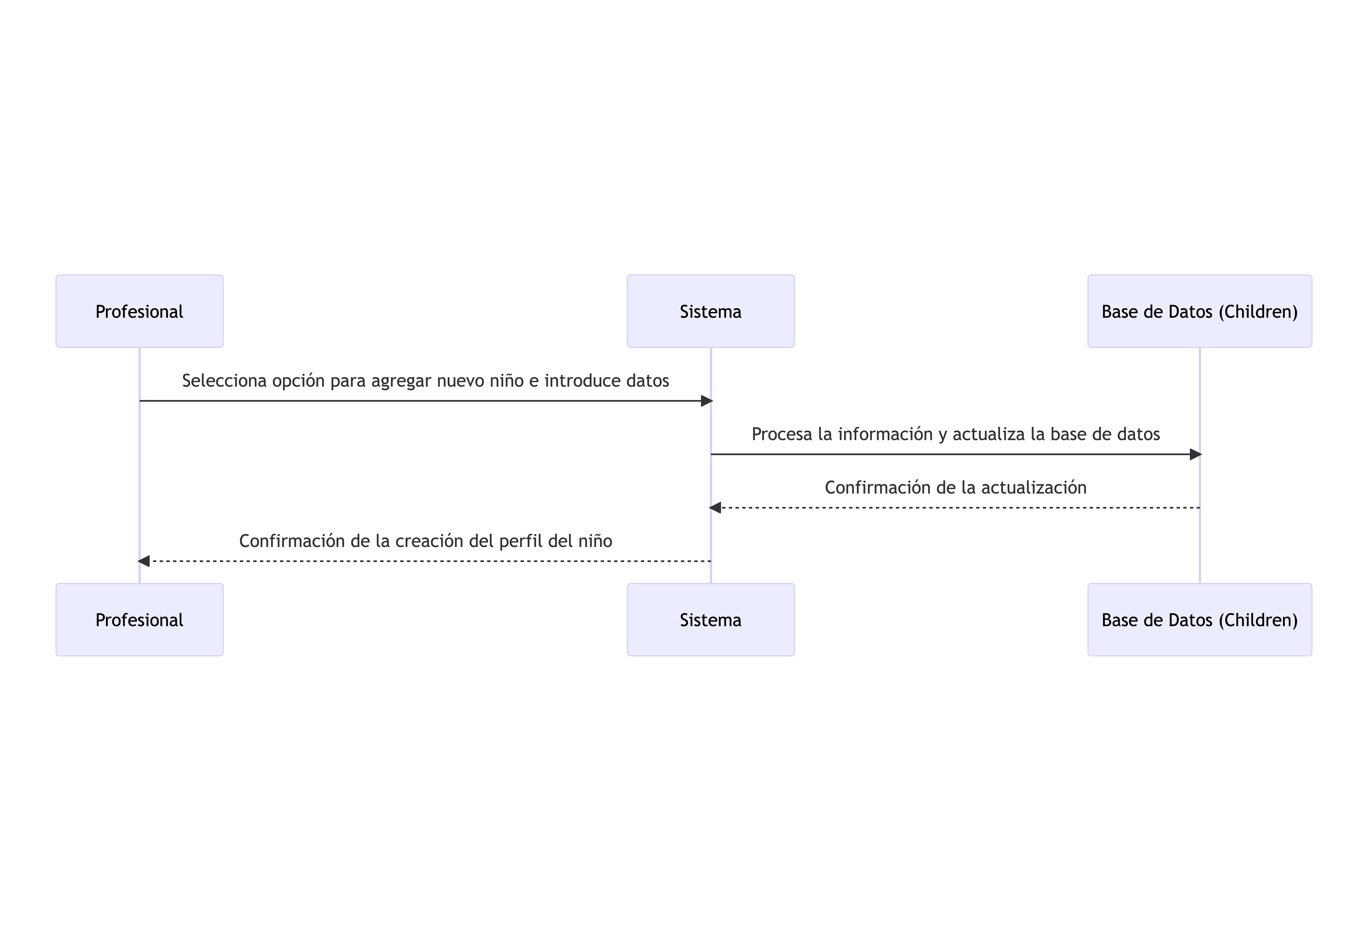 Profesional
Sistema
Base de Datos (Children)
Selecciona opción para agregar nuevo niño e introduce datos
Procesa la información y actualiza la base de datos
Confirmación de la actualización
Confirmación de la creación del perfil del niño
Profesional
Sistema
Base de Datos (Children)